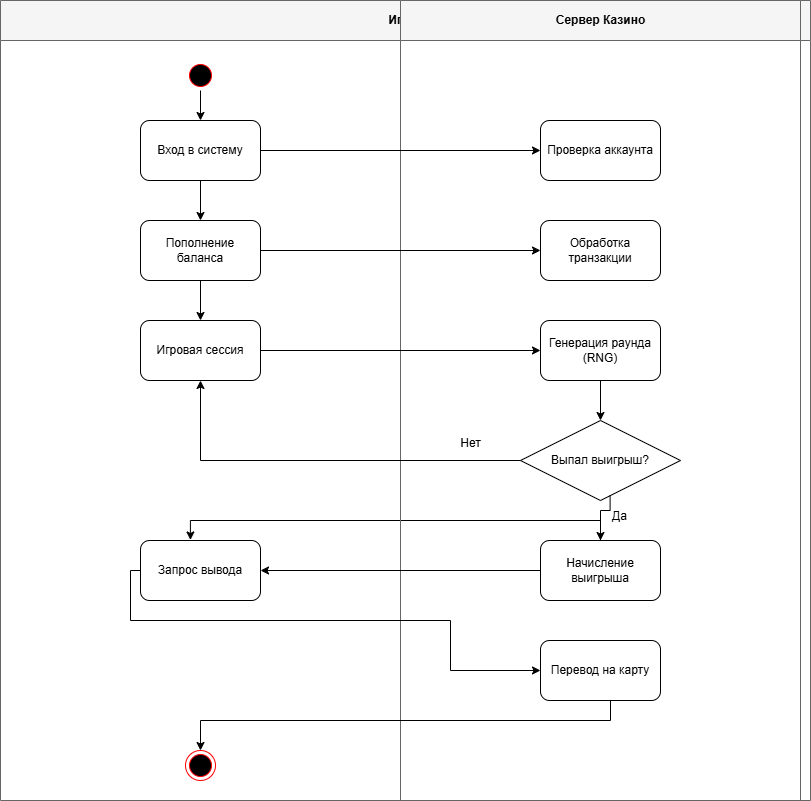 Сервер Казино
Вход в систему
Проверка аккаунта
Пополнение
баланса
Обработка
транзакции
Игровая сессия
Генерация раунда
(RNG)
Нет
Выпал выигрыш?
Да
Запрос вывода
Начисление
выигрыша
Перевод на карту